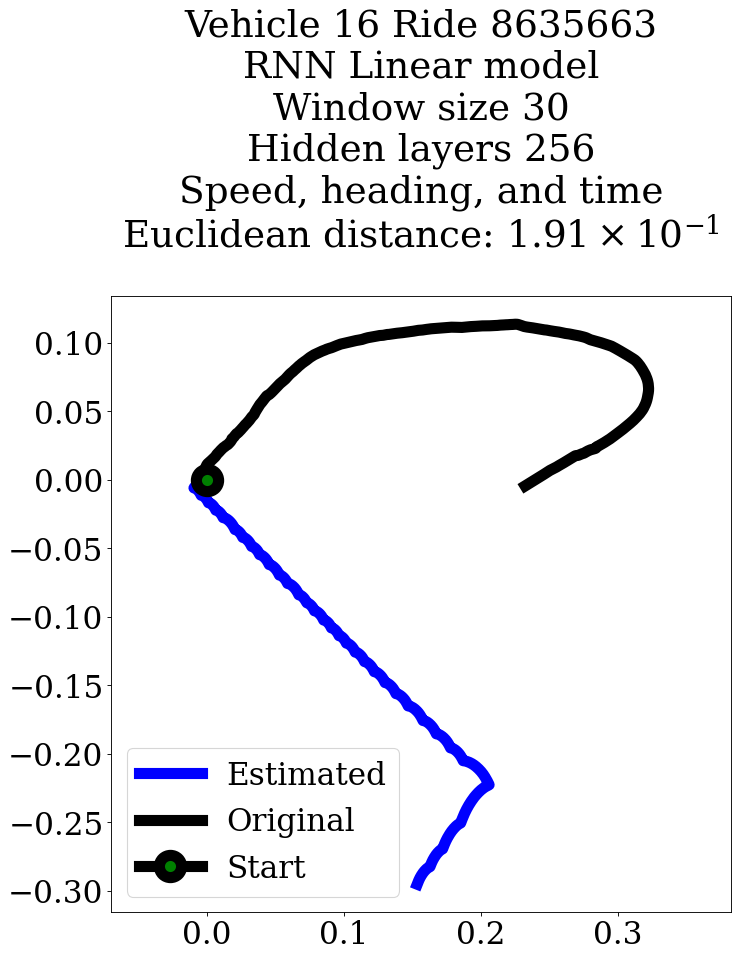 Vehicle 16 Ride 8635663
RNN Linear model
Window size 30
Hidden layers 256
Speed, heading, and time
Euclidean distance: 1.91 × 10⁻¹
0.10
0.05
0.00
−0.05
−0.10
−0.15
−0.20
−0.25
−0.30
Estimated
Original
Start
0.0 0.1 0.2 0.3